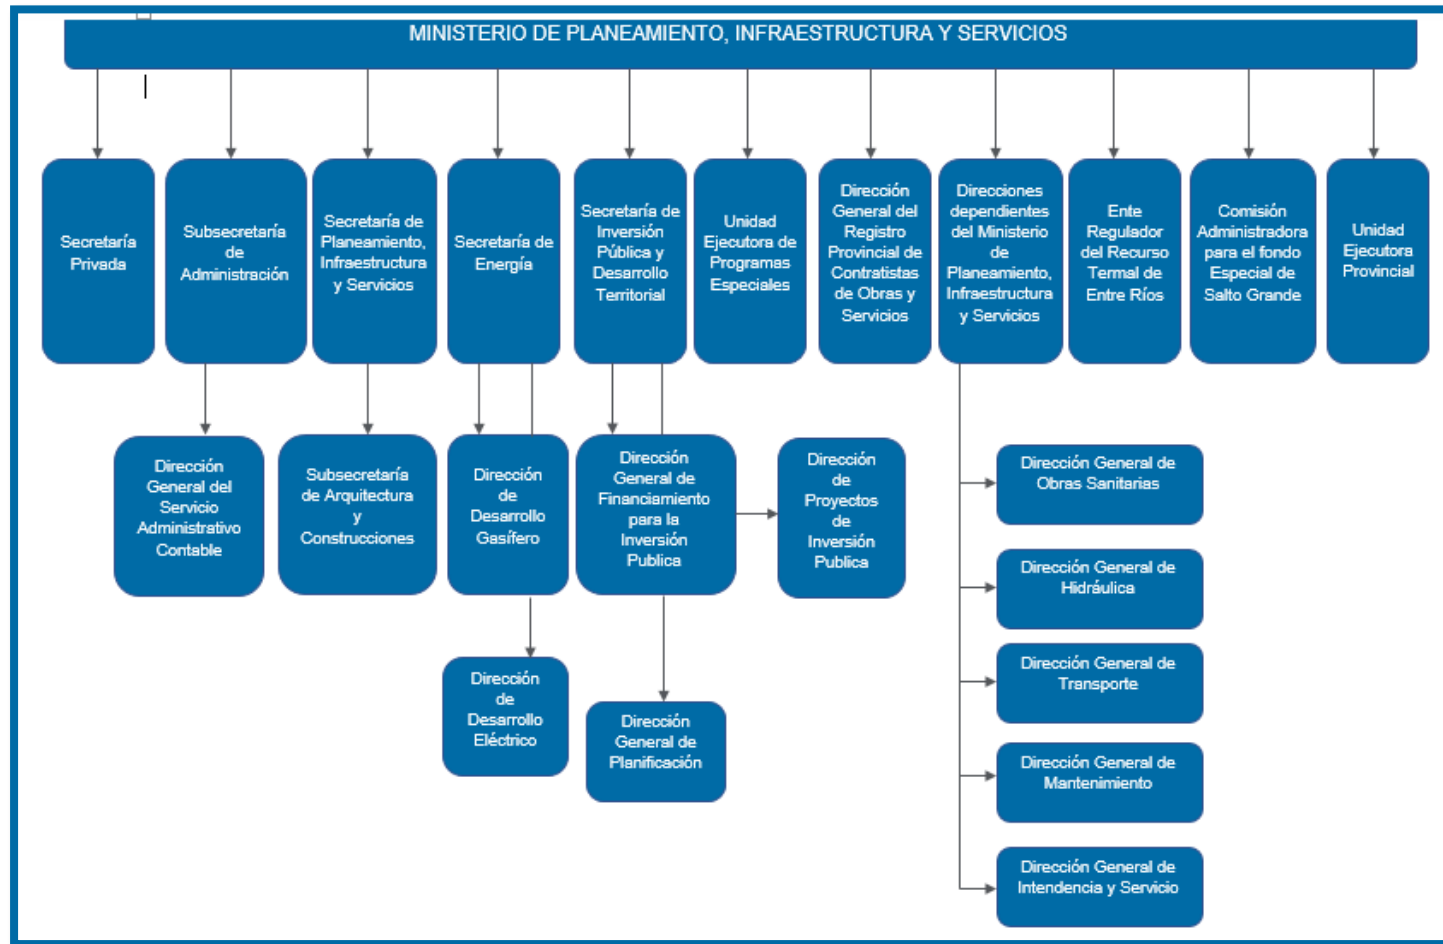 MINISTERIO DE PLANEAMIENTO, INFRAESTRUCTURA Y SERVICIOS
Secretaría
Privada
Subsecretaría
de
Administración
Secretaría de
Planeamiento,
Infraestructura
y Servicios
Secretaría de
Energía
Secretaría de
Inversión
Pública y
Desarrollo
Territorial
Unidad
Ejecutora de
Programas
Especiales
Dirección
General del
Registro
Provincial de
Contratistas
de Obras y
Servicios
Direcciones
dependientes
del Ministerio
de
Planeamiento,
Infraestructura
y Servicios
Ente
Regulador
del Recurso
Termal de
Entre Ríos
Comisión
Administradora
para el fondo
Especial de
Salto Grande
Unidad
Ejecutora
Provincial
Dirección
General del
Servicio
Administrativo
Contable
Subsecretaría
de Arquitectura
y
Construcciones
Dirección
de
Desarrollo
Gasífero
Dirección
General de
Financiamiento
para la
Inversión
Publica
Dirección
de
Proyectos
de
Inversión
Publica
Dirección
de
Desarrollo
Eléctrico
Dirección
General de
Planificación
Dirección General de
Obras Sanitarias
Dirección General de
Hidráulica
Dirección General de
Transporte
Dirección General de
Mantenimiento
Dirección General de
Intendencia y Servicio